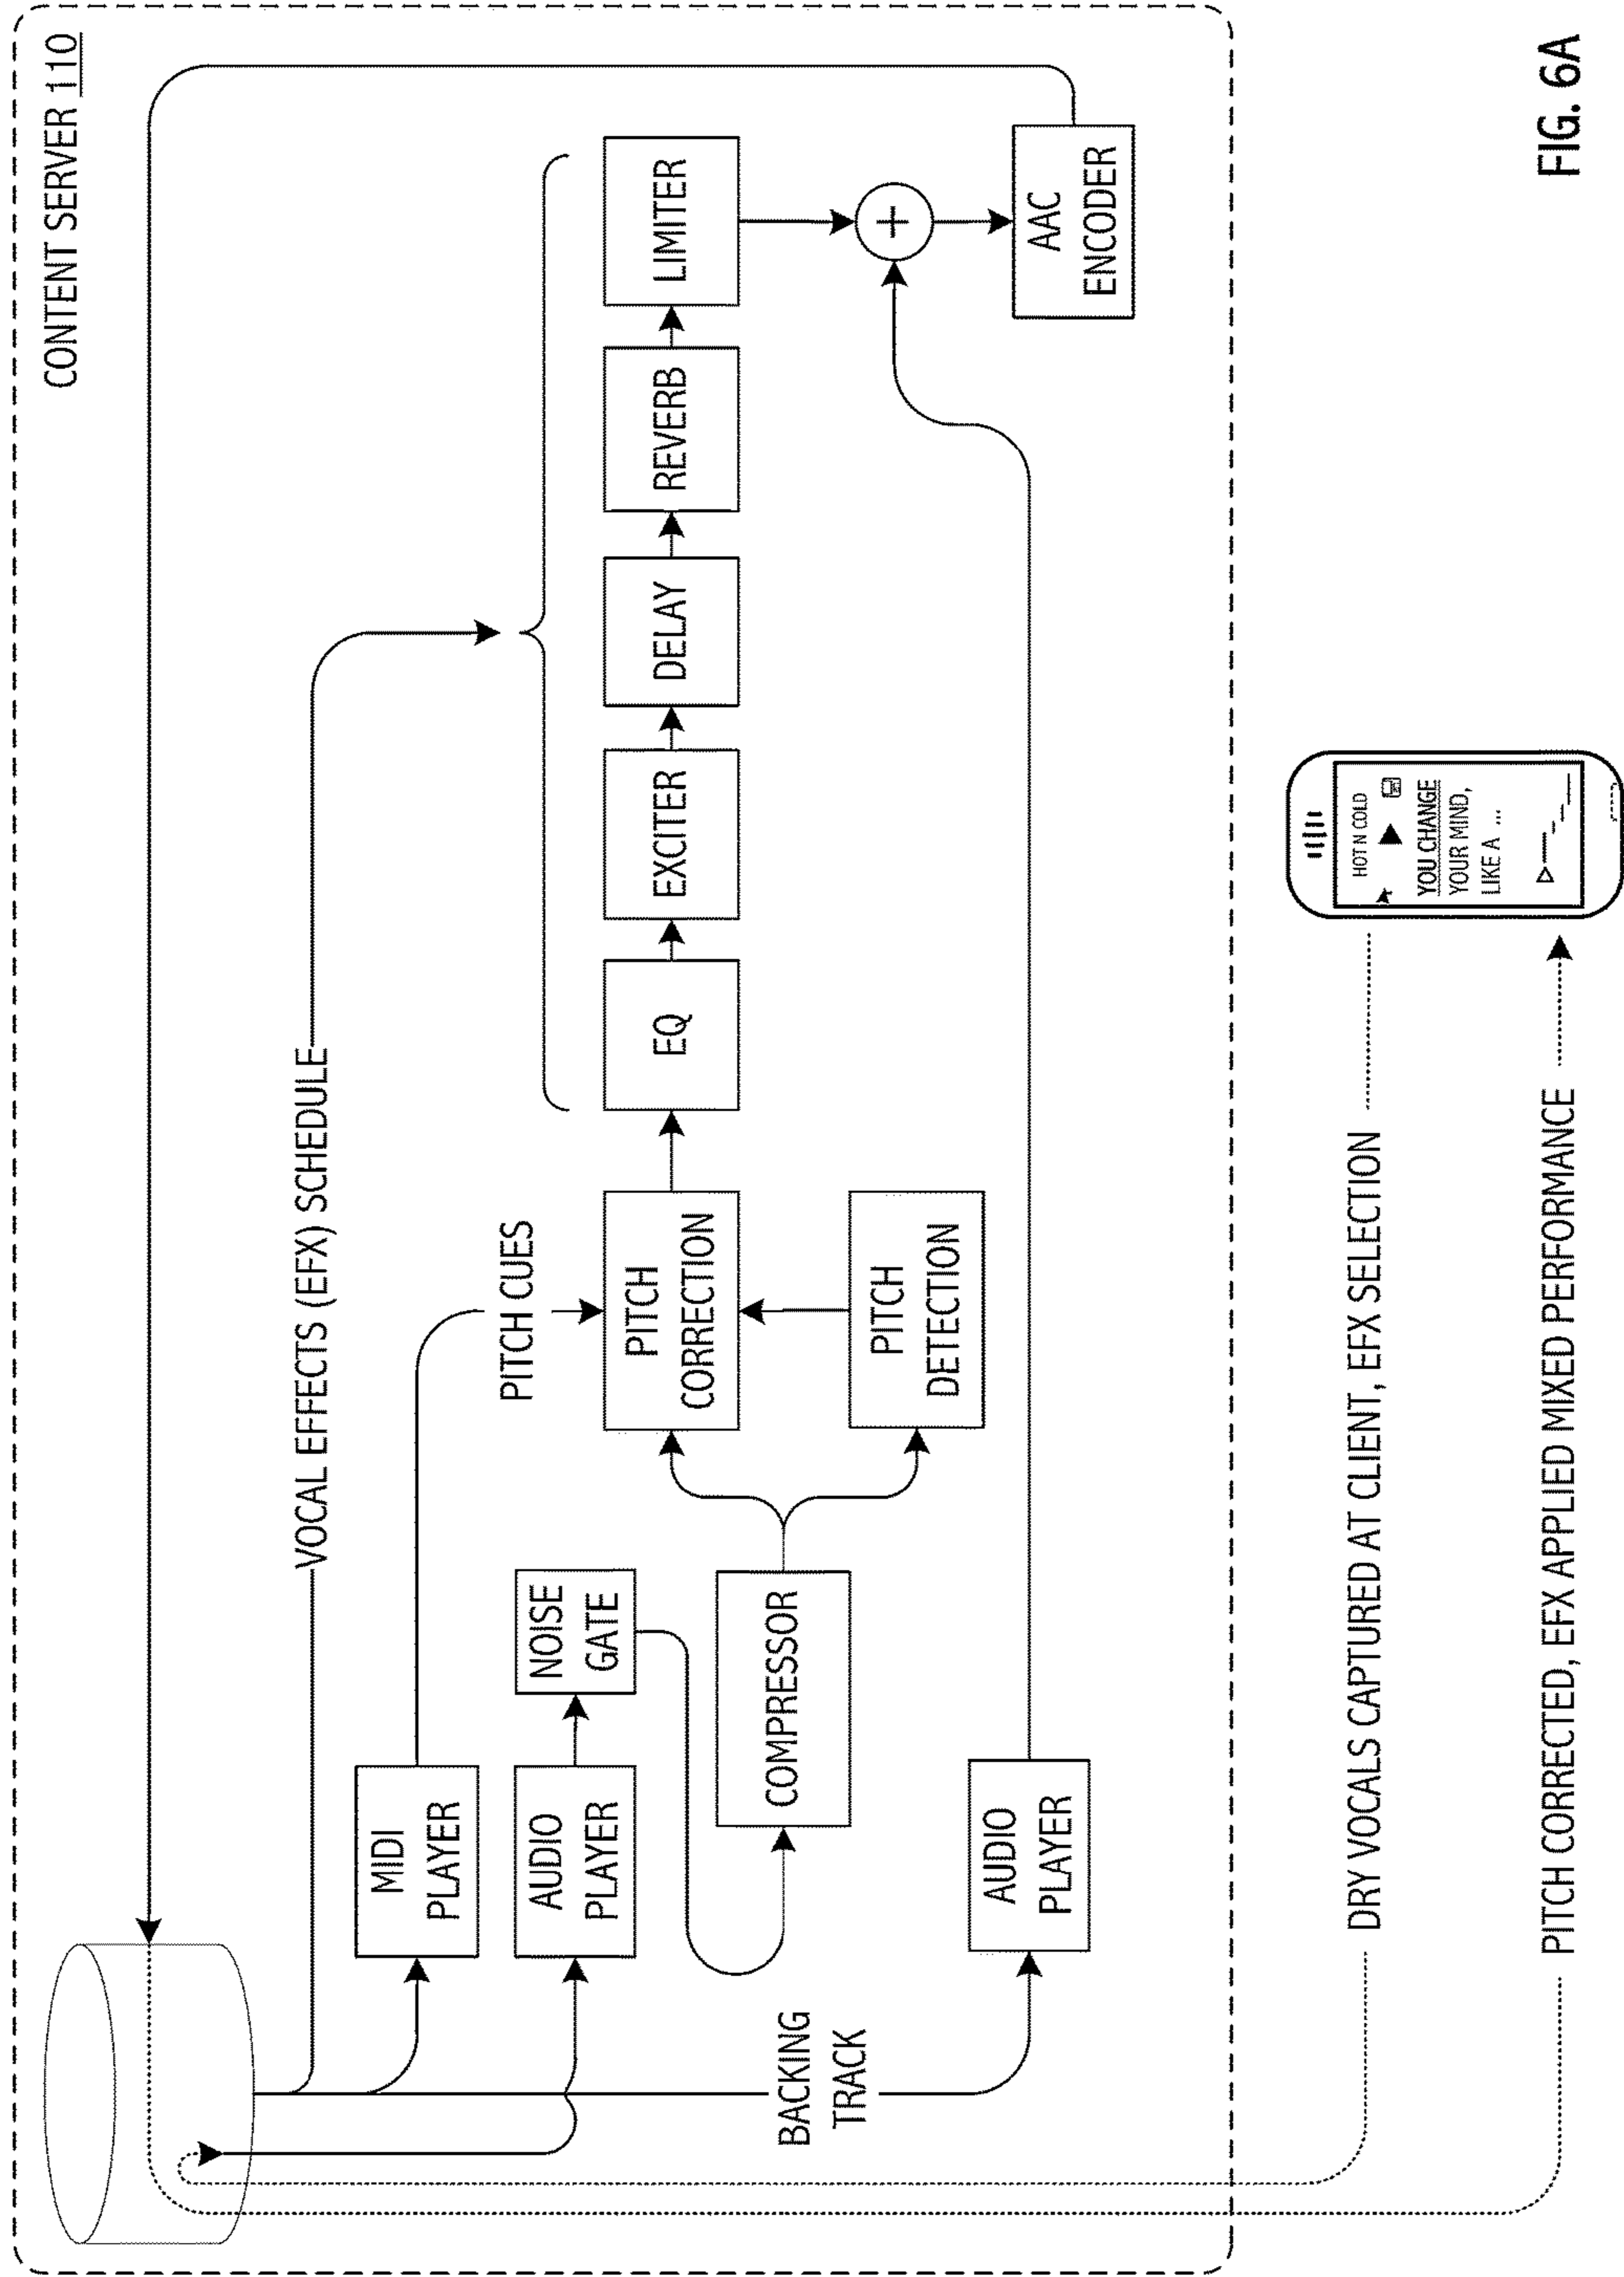 CONTENT SERVER 110
VOCAL EFFECTS (EFX) SCHEDULE
MIDI
PLAYER
PITCH CUES
AUDIO
PLAYER
NOISE
GATE
COMPRESSOR
PITCH
CORRECTION
PITCH
DETECTION
EQ
EXCITER
DELAY
REVERB
LIMITER
+
BACKING
TRACK
AUDIO
PLAYER
AAC
ENCODER
DRY VOCALS CAPTURED AT CLIENT, EFX SELECTION
PITCH CORRECTED, EFX APPLIED MIXED PERFORMANCE
HOT N COLD
YOU CHANGE
YOUR MIND,
LIKE A ...
FIG. 6A